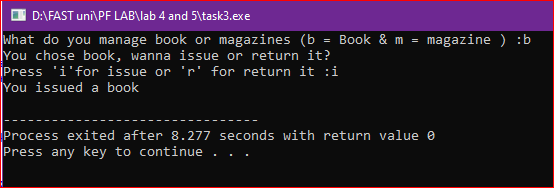 D:\FAST uni\PF LAB\lab 4 and 5\task3.exe
What do you manage book or magazines (b = Book & m = magazine ) :b
You chose book, wanna issue or return it?
Press 'i'for issue or 'r' for return it :i
You issued a book
--------------------------------
Process exited after 8.277 seconds with return value 0
Press any key to continue . . .